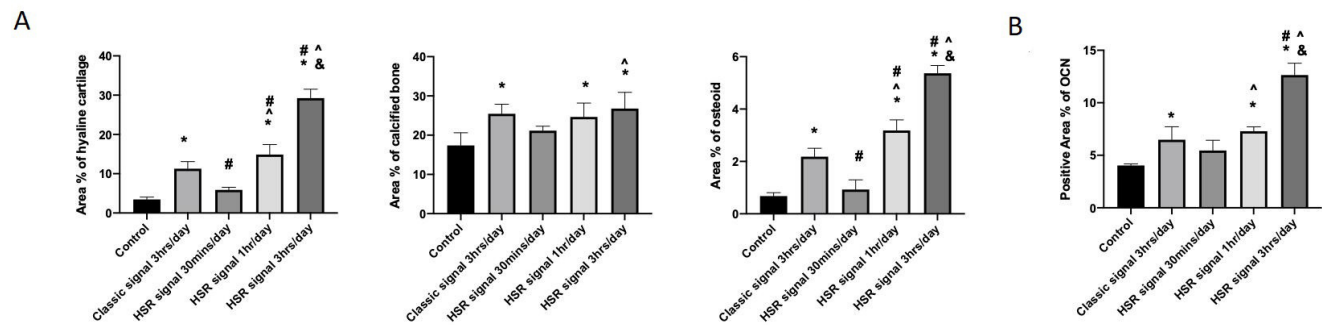 A
Area % of hyaline cartilage
40
30
20
10
0
*
#
# ^ *
# ^
* &
Control
Classic signal 3hrs/day
HSR signal 30mins/day
HSR signal 1hr/day
HSR signal 3hrs/day
Area % of calcified bone
40
30
20
10
0
*
*
^
*
Control
Classic signal 3hrs/day
HSR signal 30mins/day
HSR signal 1hr/day
HSR signal 3hrs/day
Area % of osteoid
6
4
2
0
*
#
#
^
*
# ^
* &
Control
Classic signal 3hrs/day
HSR signal 30mins/day
HSR signal 1hr/day
HSR signal 3hrs/day
B
Positive Area % of OCN
15
10
5
0
*
^
*
# ^
* &
Control
Classic signal 3hrs/day
HSR signal 30mins/day
HSR signal 1hr/day
HSR signal 3hrs/day